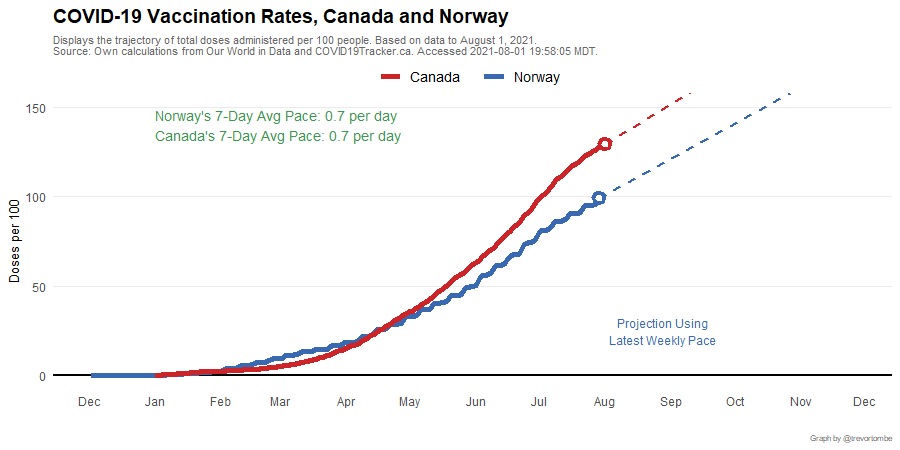 COVID-19 Vaccination Rates, Canada and Norway
Displays the trajectory of total doses administered per 100 people. Based on data to August 1, 2021.
Source: Own calculations from Our World in Data and COVID19Tracker.ca. Accessed 2021-08-01 19:58:05 MDT.
Canada Norway
Norway's 7-Day Avg Pace: 0.7 per day
Canada's 7-Day Avg Pace: 0.7 per day
Doses per 100
150
100
50
0
Projection Using
Latest Weekly Pace
Dec Jan Feb Mar Apr May Jun Jul Aug Sep Oct Nov Dec
Graph by @trevortombe